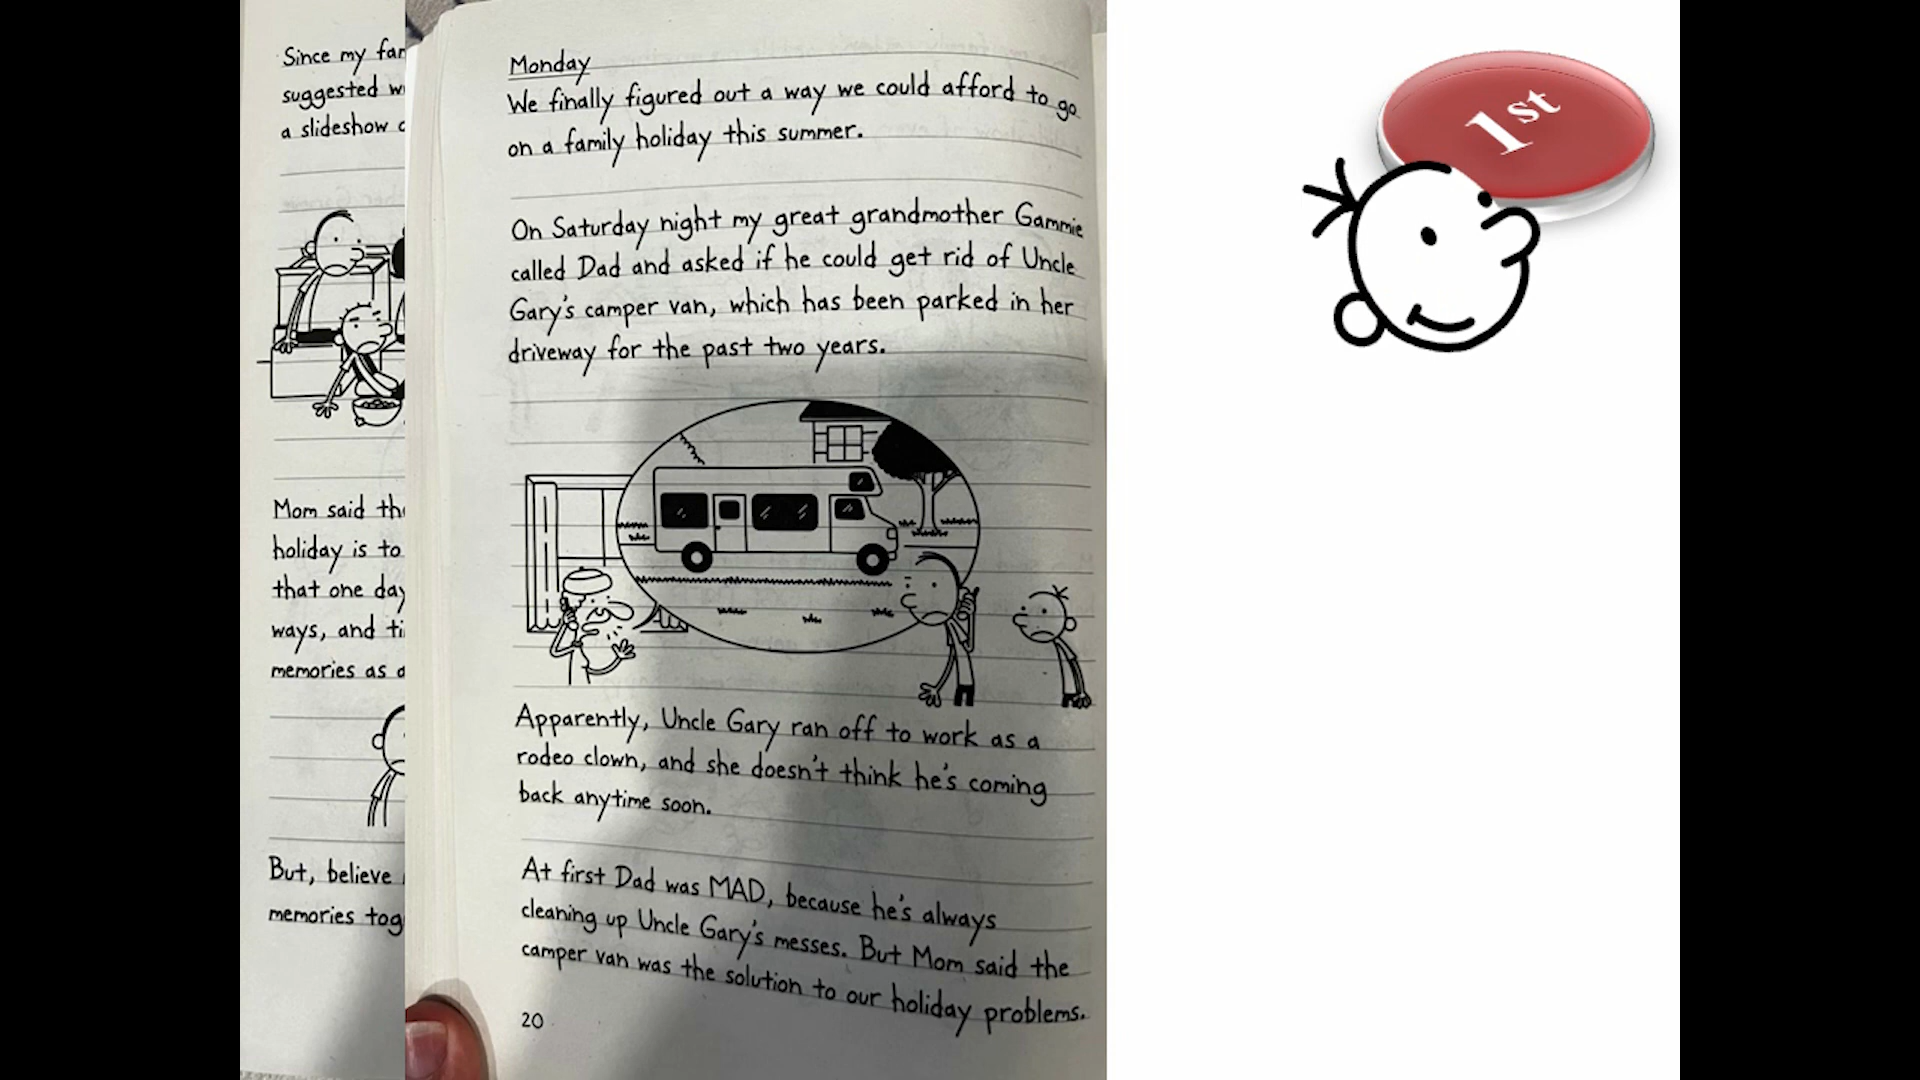 Since my
suggested
a slideshow
Mom said
holiday is to
that one day
ways, and
memories as
But, believe
memories
Monday
We finally figured out a way we could afford to go
on a family holiday this summer.
On Saturday night my great grandmother Gammie
called Dad and asked if he could get rid of Uncle
Gary's camper van, which has been parked in her
driveway for the past two years.
Apparently, Uncle Gary ran off to work as a
rodeo clown, and she doesn't think he's coming
back anytime soon.
At first Dad was MAD, because he's always
cleaning up Uncle Gary's messes. But Mom said the
camper van was the solution to our holiday problems.
20
1st